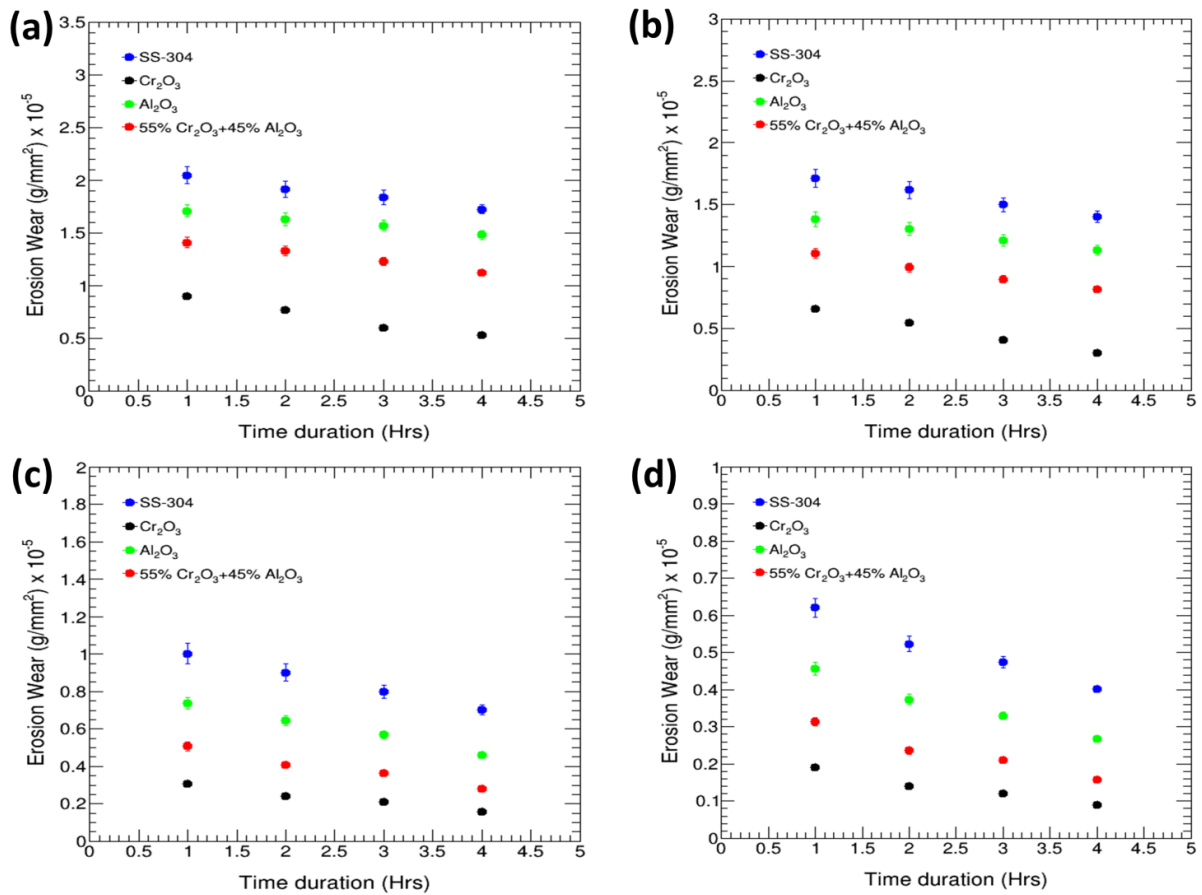 (a)
Erosion Wear (g/mm²) x 10⁻⁵
3.5
3
2.5
2
1.5
1
0.5
0
SS-304
Cr₂O₃
Al₂O₃
55% Cr₂O₃+45% Al₂O₃
0 0.5 1 1.5 2 2.5 3 3.5 4 4.5 5
Time duration (Hrs)
(b)
Erosion Wear (g/mm²) x 10⁻⁵
3
2.5
2
1.5
1
0.5
0
SS-304
Cr₂O₃
Al₂O₃
55% Cr₂O₃+45% Al₂O₃
0 0.5 1 1.5 2 2.5 3 3.5 4 4.5 5
Time duration (Hrs)
(c)
Erosion Wear (g/mm²) x 10⁻⁵
2
1.8
1.6
1.4
1.2
1
0.8
0.6
0.4
0.2
0
SS-304
Cr₂O₃
Al₂O₃
55% Cr₂O₃+45% Al₂O₃
0 0.5 1 1.5 2 2.5 3 3.5 4 4.5 5
Time duration (Hrs)
(d)
Erosion Wear (g/mm²) x 10⁻⁵
1
0.9
0.8
0.7
0.6
0.5
0.4
0.3
0.2
0.1
0
SS-304
Cr₂O₃
Al₂O₃
55% Cr₂O₃+45% Al₂O₃
0 0.5 1 1.5 2 2.5 3 3.5 4 4.5 5
Time duration (Hrs)